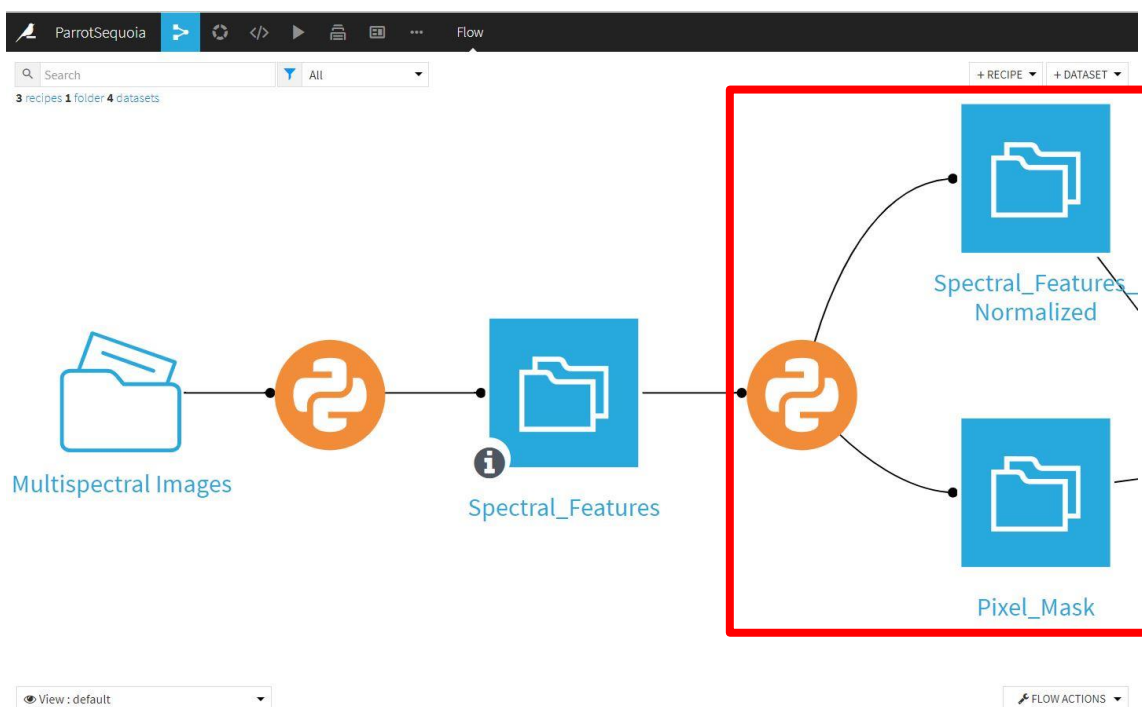 ParrotSequoia
Flow
Search
All
+ RECIPE
+ DATASET
3 recipes 1 folder 4 datasets
Spectral_Features_
Normalized
Multispectral Images
Spectral_Features
Pixel_Mask
View : default
FLOW ACTIONS